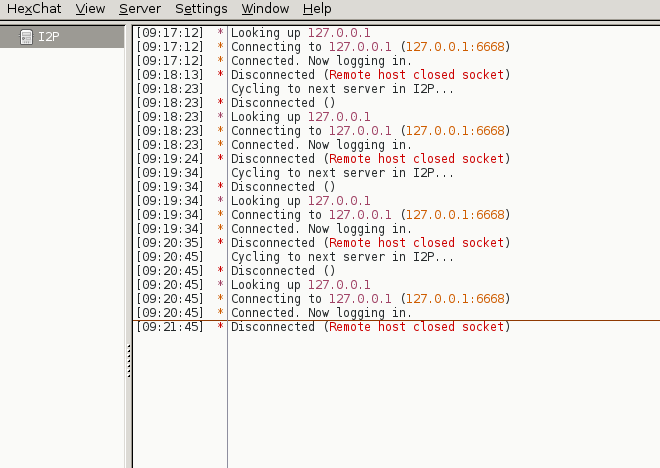 HexChat View Server Settings Window Help
I2P
[09:17:12] * Looking up 127.0.0.1
[09:17:12] * Connecting to 127.0.0.1 (127.0.0.1:6668)
[09:17:12] * Connected. Now logging in.
[09:18:13] * Disconnected (Remote host closed socket)
[09:18:23] Cycling to next server in I2P...
[09:18:23] * Disconnected ()
[09:18:23] * Looking up 127.0.0.1
[09:18:23] * Connecting to 127.0.0.1 (127.0.0.1:6668)
[09:18:23] * Connected. Now logging in.
[09:19:24] * Disconnected (Remote host closed socket)
[09:19:34] Cycling to next server in I2P...
[09:19:34] * Disconnected ()
[09:19:34] * Looking up 127.0.0.1
[09:19:34] * Connecting to 127.0.0.1 (127.0.0.1:6668)
[09:19:34] * Connected. Now logging in.
[09:20:35] * Disconnected (Remote host closed socket)
[09:20:45] Cycling to next server in I2P...
[09:20:45] * Disconnected ()
[09:20:45] * Looking up 127.0.0.1
[09:20:45] * Connecting to 127.0.0.1 (127.0.0.1:6668)
[09:20:45] * Connected. Now logging in.
[09:21:45] * Disconnected (Remote host closed socket)